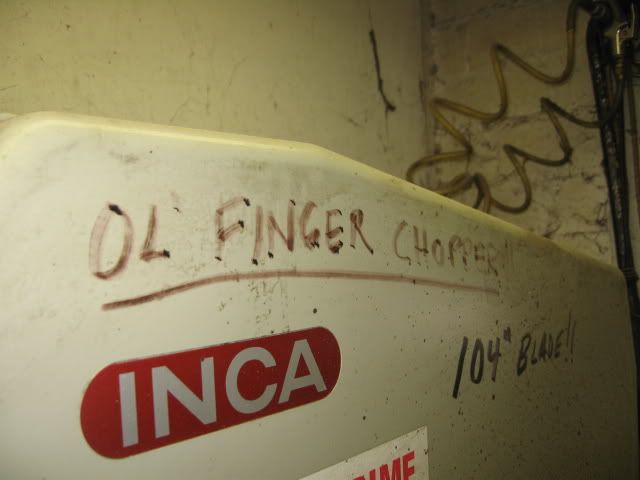 OL' FINGER CHOPPER!!
104" BLADE!!
INCA